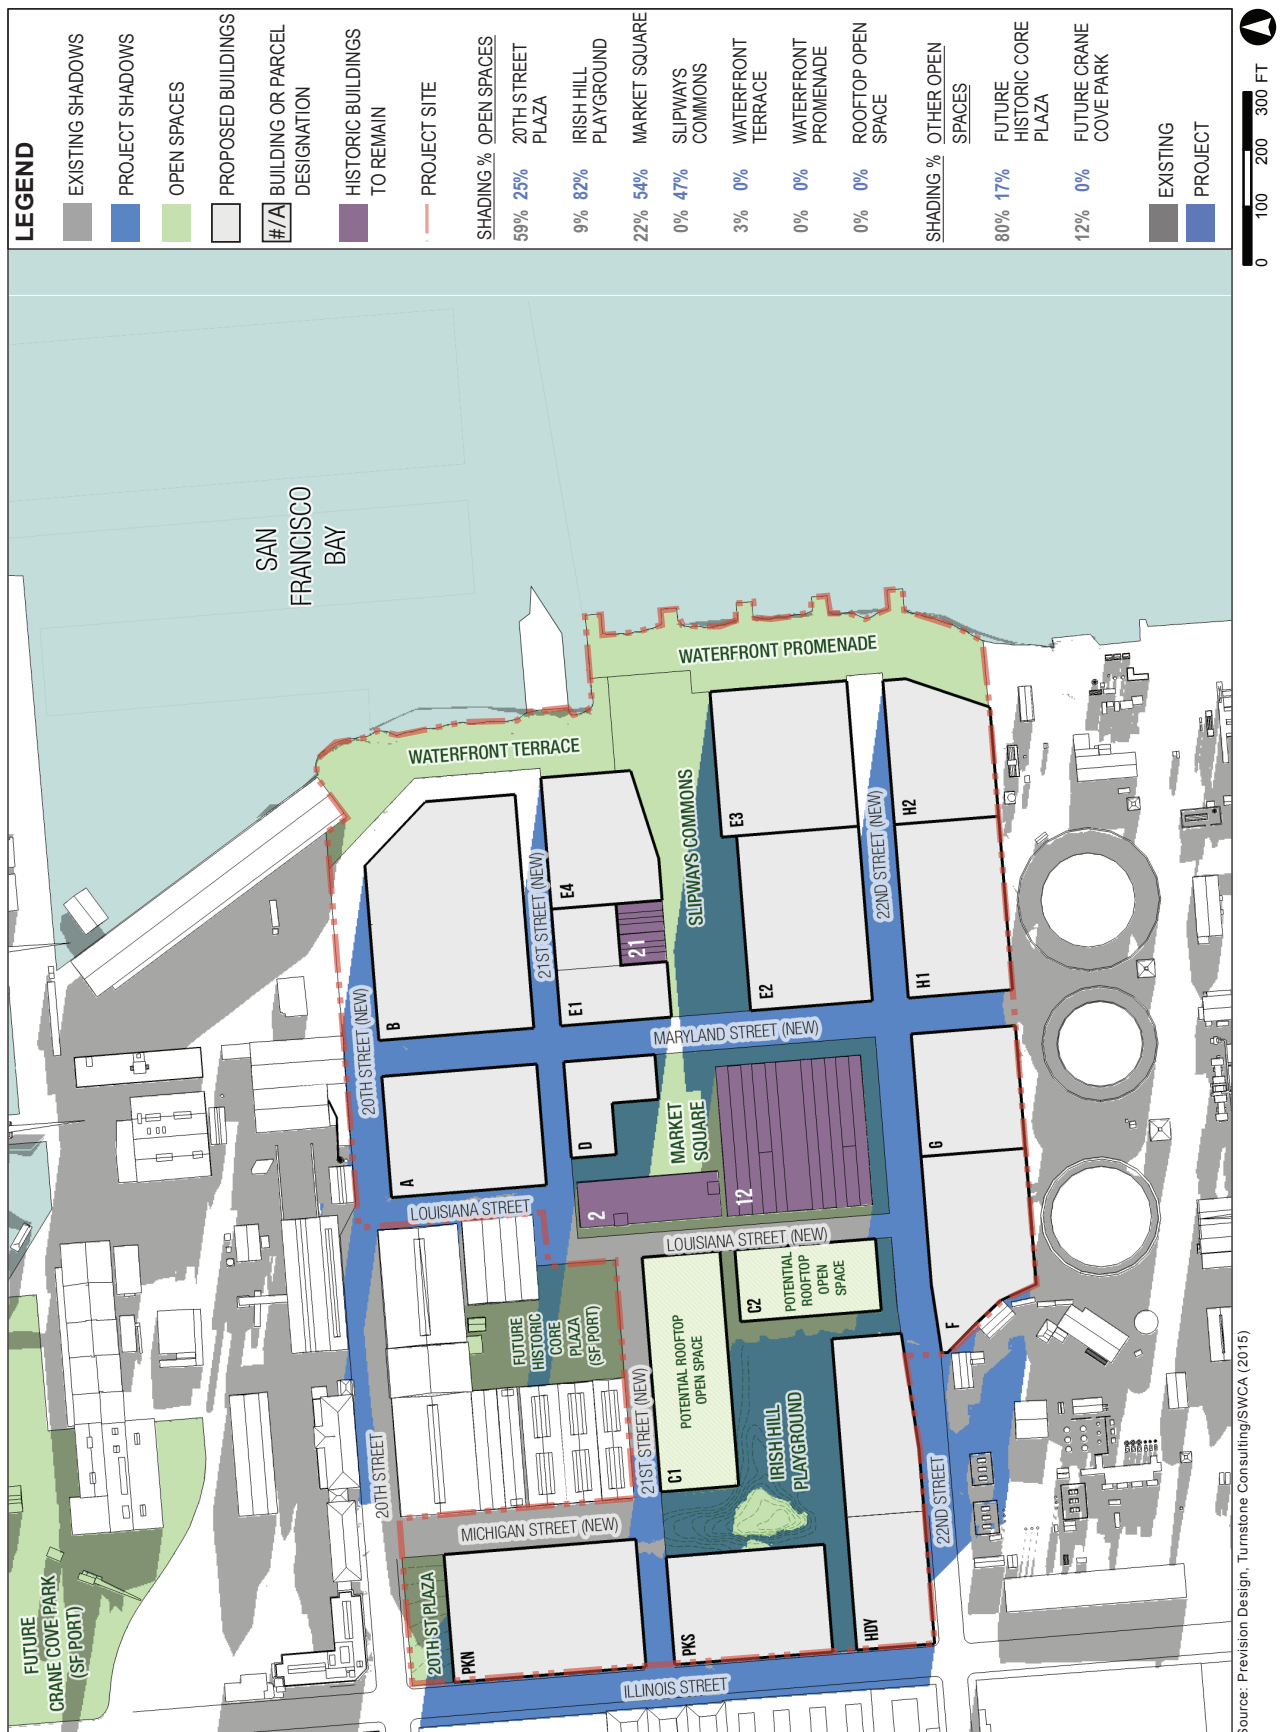 LEGEND
EXISTING SHADOWS
PROJECT SHADOWS
OPEN SPACES
PROPOSED BUILDINGS
#/A BUILDING OR PARCEL
DESIGNATION
HISTORIC BUILDINGS
TO REMAIN
PROJECT SITE
SHADING % OPEN SPACES
59% 25% 20TH STREET
PLAZA
9% 82% IRISH HILL
PLAYGROUND
22% 54% MARKET SQUARE
0% 47% SLIPWAYS
COMMONS
3% 0% WATERFRONT
TERRACE
0% 0% WATERFRONT
PROMENADE
0% 0% ROOFTOP OPEN
SPACE
SHADING % OTHER OPEN
SPACES
80% 17% FUTURE
HISTORIC CORE
PLAZA
12% 0% FUTURE CRANE
COVE PARK
EXISTING
PROJECT
0 100 200 300 FT
SAN
FRANCISCO
BAY
WATERFRONT TERRACE
WATERFRONT PROMENADE
SLIPWAYS COMMONS
FUTURE
CRANE COVE PARK
(SF PORT)
20TH STREET
20TH STREET (NEW)
A
B
LOUISIANA STREET
21ST STREET (NEW)
E4
E1
21
E3
E2
22ND STREET (NEW)
H2
H1
MARYLAND STREET (NEW)
D
MARKET
SQUARE
2
12
G
F
LOUISIANA STREET (NEW)
FUTURE
HISTORIC
CORE
PLAZA
(SF PORT)
21ST STREET (NEW)
C1
POTENTIAL ROOFTOP
OPEN SPACE
C2
POTENTIAL
ROOFTOP
OPEN
SPACE
IRISH HILL
PLAYGROUND
MICHIGAN STREET (NEW)
20TH ST PLAZA
PKN
PKS
HDY
22ND STREET
ILLINOIS STREET
Source: Prevision Design, Turnstone Consulting/SWCA (2015)